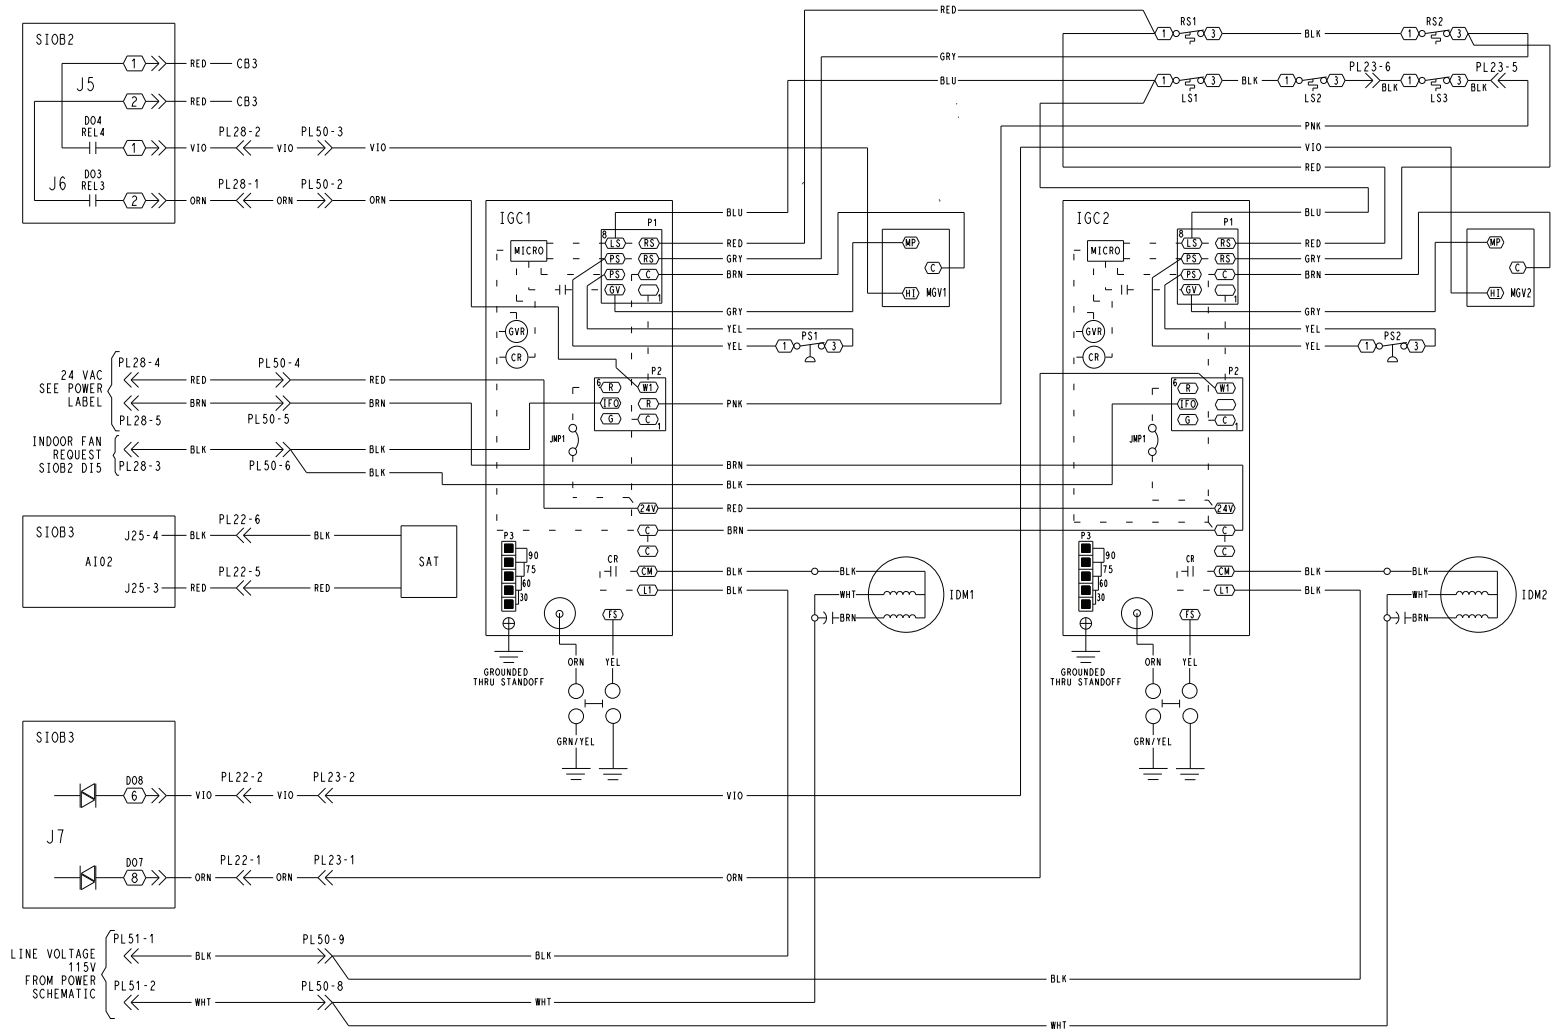 RED
RS1
1
3
BLK
RS2
1
3
SIOB2
GRY
1
RED
CB3
PL23-6
PL23-5
J5
BLU
1
3
BLK
1
3
BLK
1
3
BLK
LS1
LS2
LS3
2
RED
CB3
DO4
REL4
PL28-2
PL50-3
PNK
1
VIO
VIO
VIO
VIO
RED
DO3
REL3
J6
PL28-1
PL50-2
2
ORN
ORN
ORN
IGC1
BLU
IGC2
BLU
P1
P1
8
LS
RS
RED
MP
8
LS
RS
RED
MP
MICRO
PS
RS
GRY
MICRO
PS
RS
GRY
PS
C
BRN
C
PS
C
BRN
C
GV
1
HI
MGV1
GV
1
HI
MGV2
GRY
GRY
GVR
YEL
PS1
GVR
YEL
PS2
CR
YEL
1
3
CR
YEL
1
3
PL28-4
PL50-4
P2
P2
24 VAC
SEE POWER
LABEL
RED
RED
6
R
W1
6
R
W1
BRN
BRN
IFO
R
PNK
IFO
PL28-5
PL50-5
G
C
1
G
C
1
INDOOR FAN
REQUEST
SIOB2 DI5
BLK
BLK
JMP1
JMP1
PL28-3
PL50-6
BLK
BRN
BLK
24V
RED
24V
SIOB3
PL22-6
J25-4
BLK
BLK
C
BRN
C
P3
P3
AI02
SAT
90
C
90
C
PL22-5
75
CR
CM
BLK
BLK
75
CR
CM
BLK
BLK
J25-3
RED
RED
60
L1
BLK
WHT
IDM1
60
L1
BLK
WHT
IDM2
30
FS
BRN
30
FS
BRN
GROUNDED
THRU STANDOFF
ORN
YEL
GROUNDED
THRU STANDOFF
ORN
YEL
SIOB3
GRN/YEL
GRN/YEL
DO8
PL22-2
PL23-2
6
VIO
VIO
VIO
J7
DO7
PL22-1
PL23-1
8
ORN
ORN
ORN
PL51-1
PL50-9
LINE VOLTAGE
115V
FROM POWER
SCHEMATIC
BLK
BLK
BLK
PL51-2
PL50-8
WHT
WHT
WHT